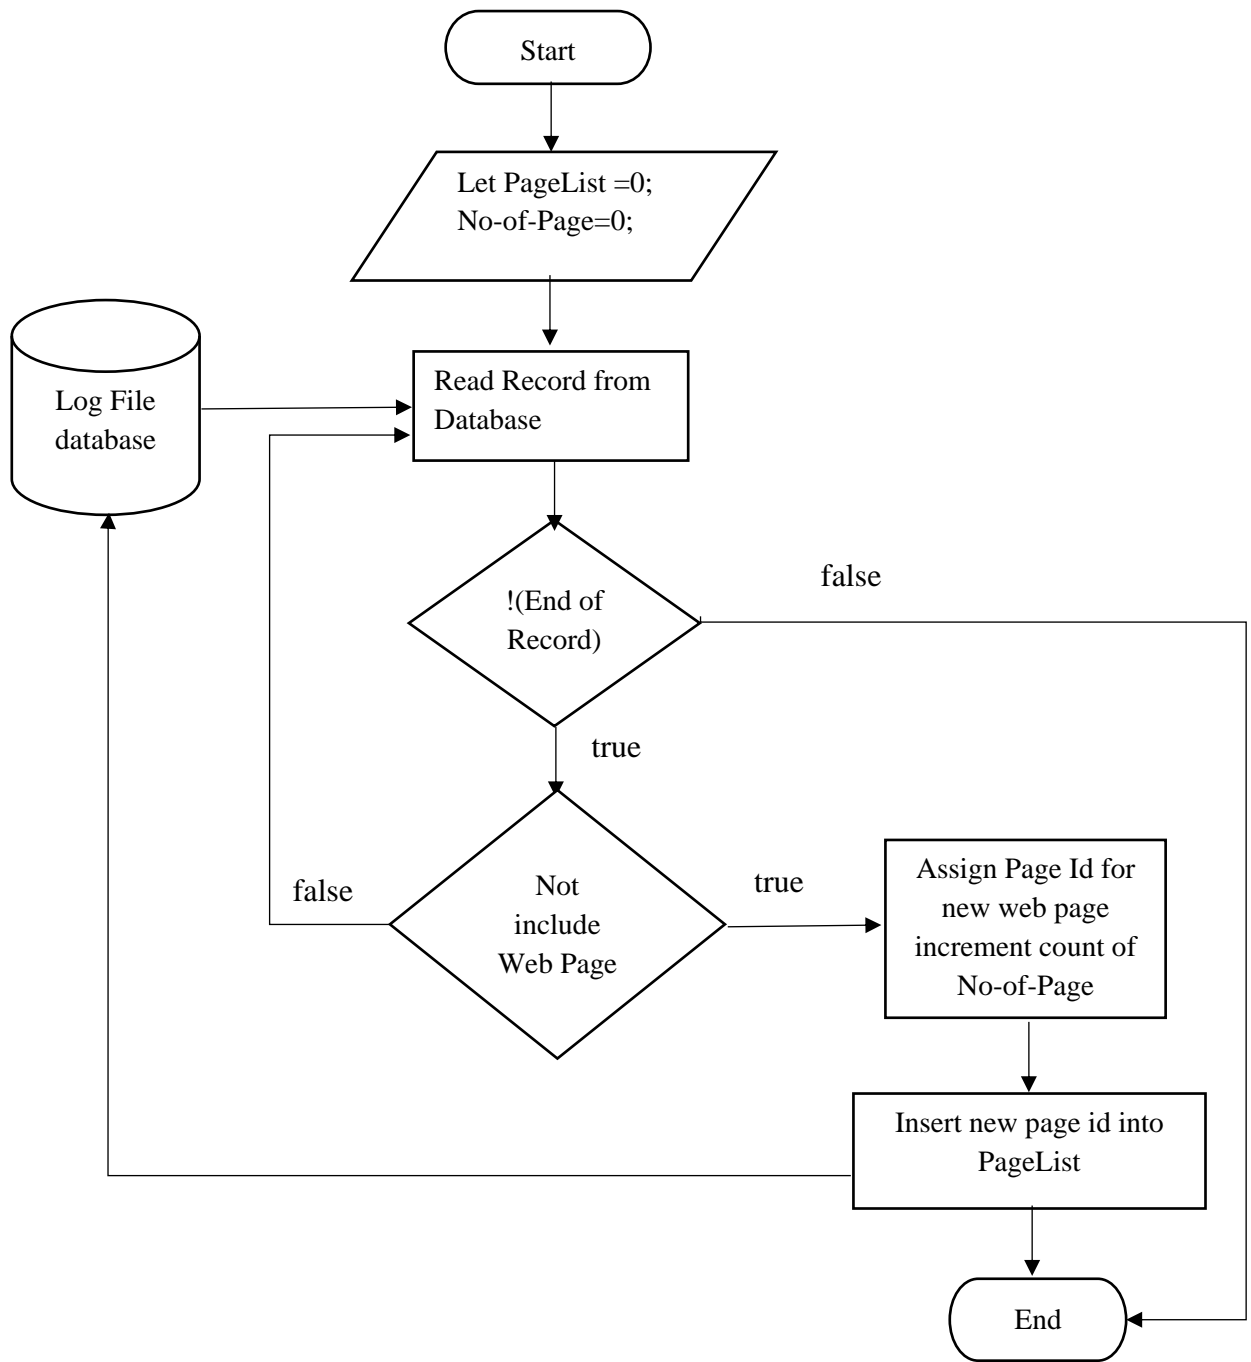 Start
Let PageList =0;
No-of-Page=0;
Log File
database
Read Record from
Database
!(End of
Record)
false
true
Not
include
Web Page
false
true
Assign Page Id for
new web page
increment count of
No-of-Page
Insert new page id into
PageList
End